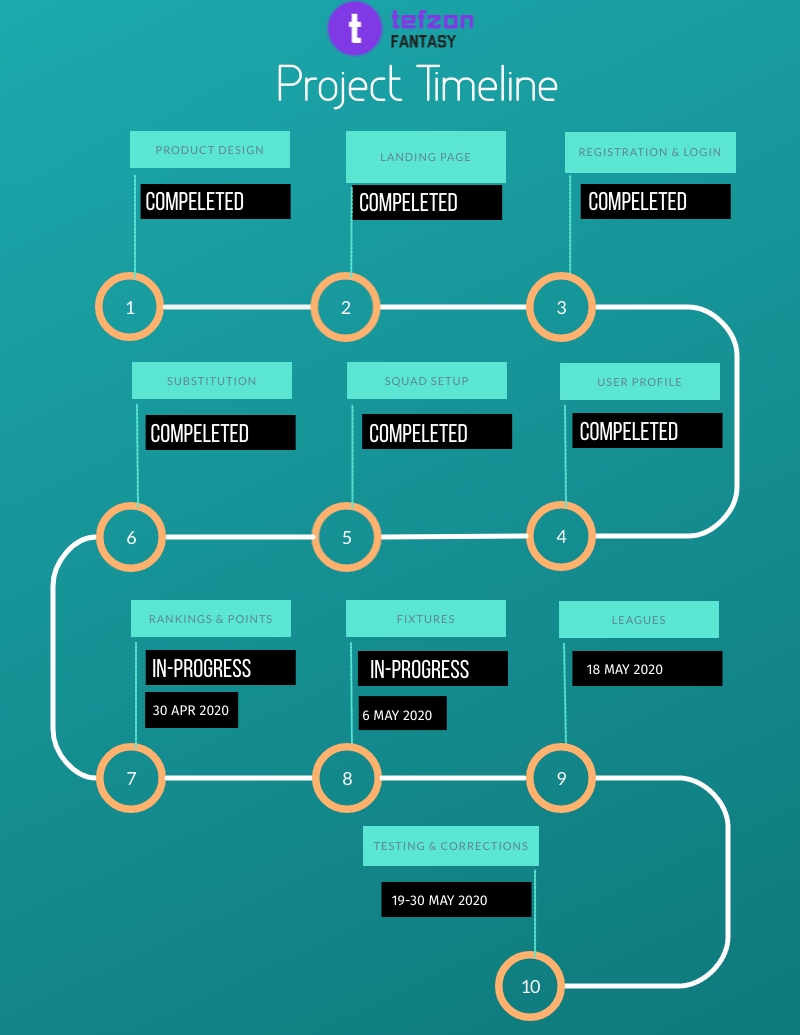 t tefzon
FANTASY
Project Timeline
PRODUCT DESIGN
COMPELETED
1
LANDING PAGE
COMPELETED
2
REGISTRATION & LOGIN
COMPELETED
3
USER PROFILE
COMPELETED
4
SQUAD SETUP
COMPELETED
5
SUBSTITUTION
COMPELETED
6
RANKINGS & POINTS
IN-PROGRESS
30 APR 2020
7
FIXTURES
IN-PROGRESS
6 MAY 2020
8
LEAGUES
18 MAY 2020
9
TESTING & CORRECTIONS
19-30 MAY 2020
10